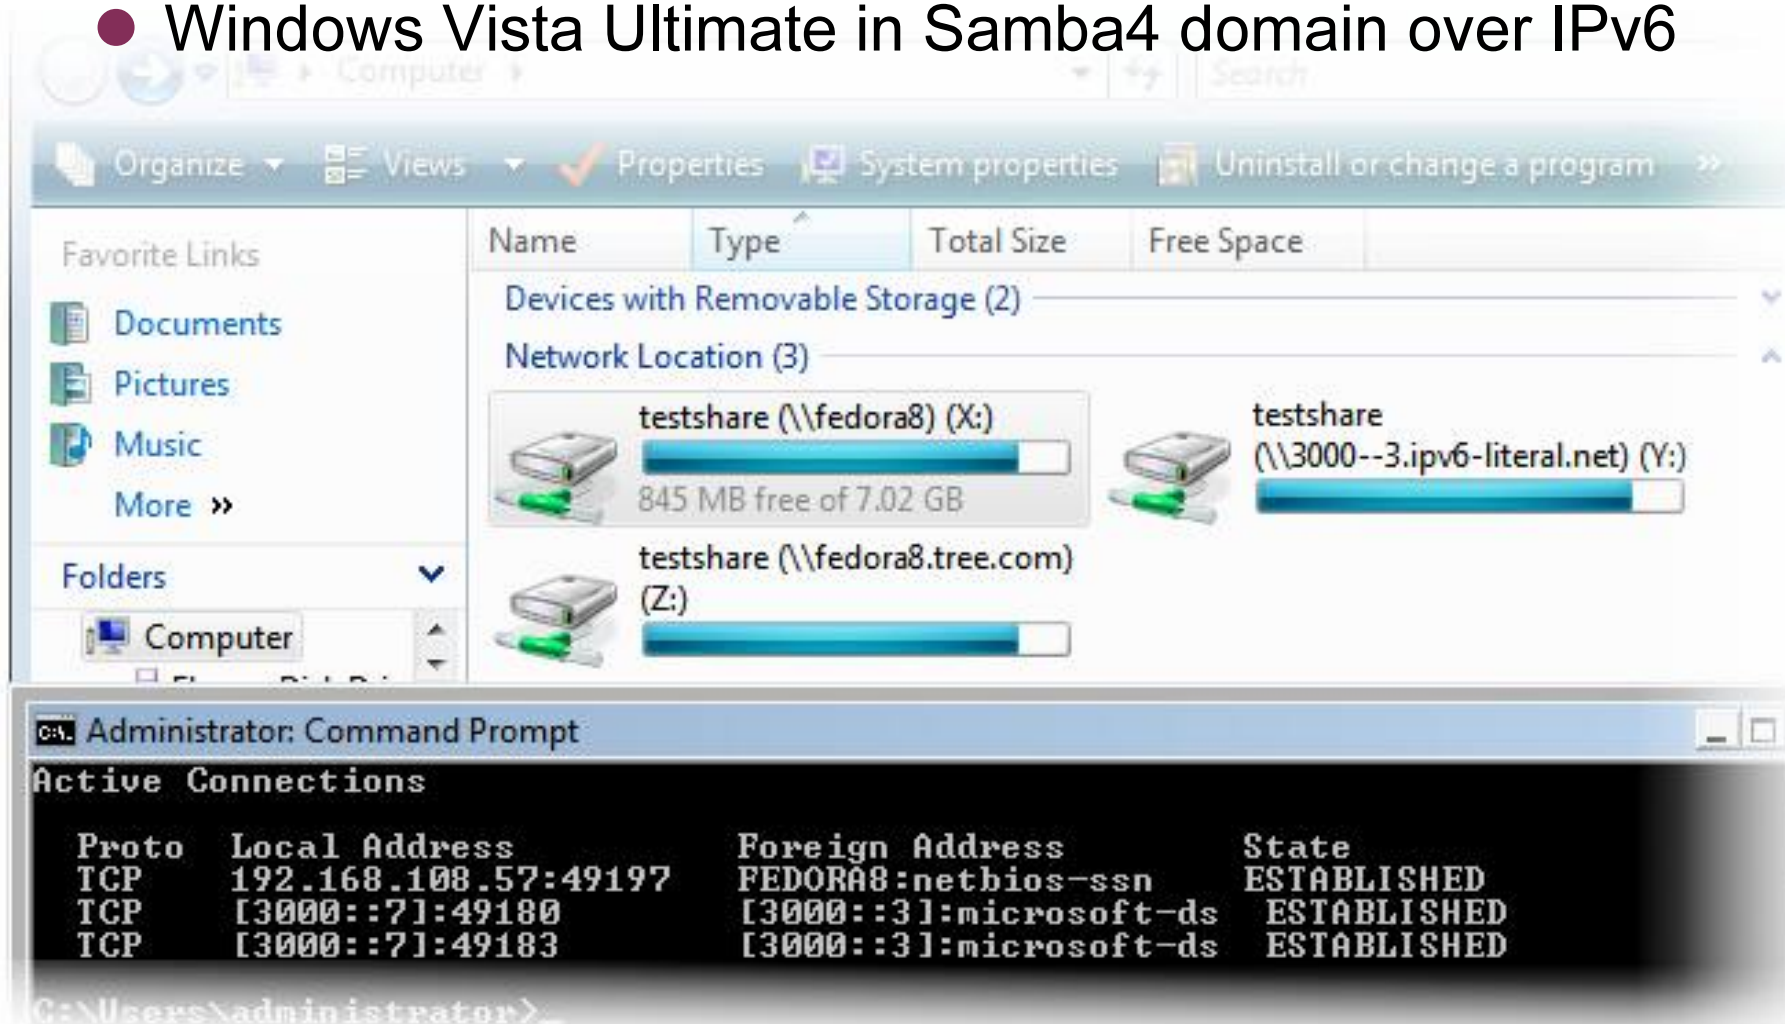 ● Windows Vista Ultimate in Samba4 domain over IPv6
Computer
Search
Organize Views Properties System properties Uninstall or change a program »
Favorite Links
Documents
Pictures
Music
More »
Folders
Computer
Name Type Total Size Free Space
Devices with Removable Storage (2)
Network Location (3)
testshare (\\fedora8) (X:)
845 MB free of 7.02 GB
testshare
(\\3000--3.ipv6-literal.net) (Y:)
testshare (\\fedora8.tree.com)
(Z:)
Administrator: Command Prompt
Active Connections
Proto Local Address Foreign Address State
TCP 192.168.108.57:49197 FEDORA8:netbios-ssn ESTABLISHED
TCP [3000::7]:49180 [3000::3]:microsoft-ds ESTABLISHED
TCP [3000::7]:49183 [3000::3]:microsoft-ds ESTABLISHED
C:\Users\administrator>_